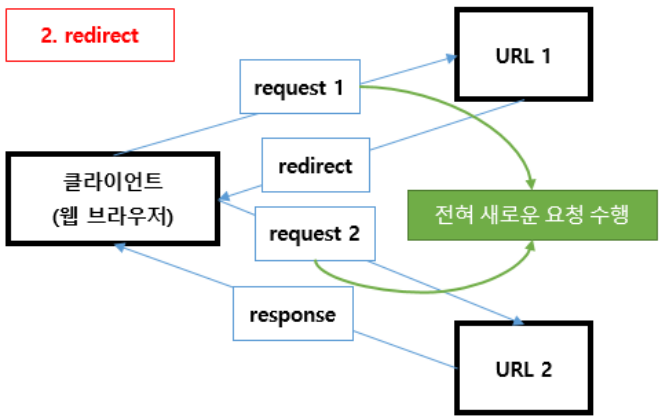 2. redirect
URL 1
request 1
redirect
클라이언트
(웹 브라우저)
전혀 새로운 요청 수행
request 2
response
URL 2